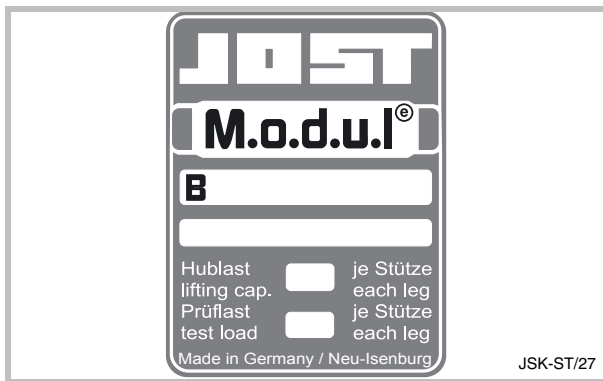 JOST
M.o.d.u.l®
B
Hublast je Stütze
lifting cap. each leg
Prüflast je Stütze
test load each leg
Made in Germany / Neu-Isenburg
JSK-ST/27